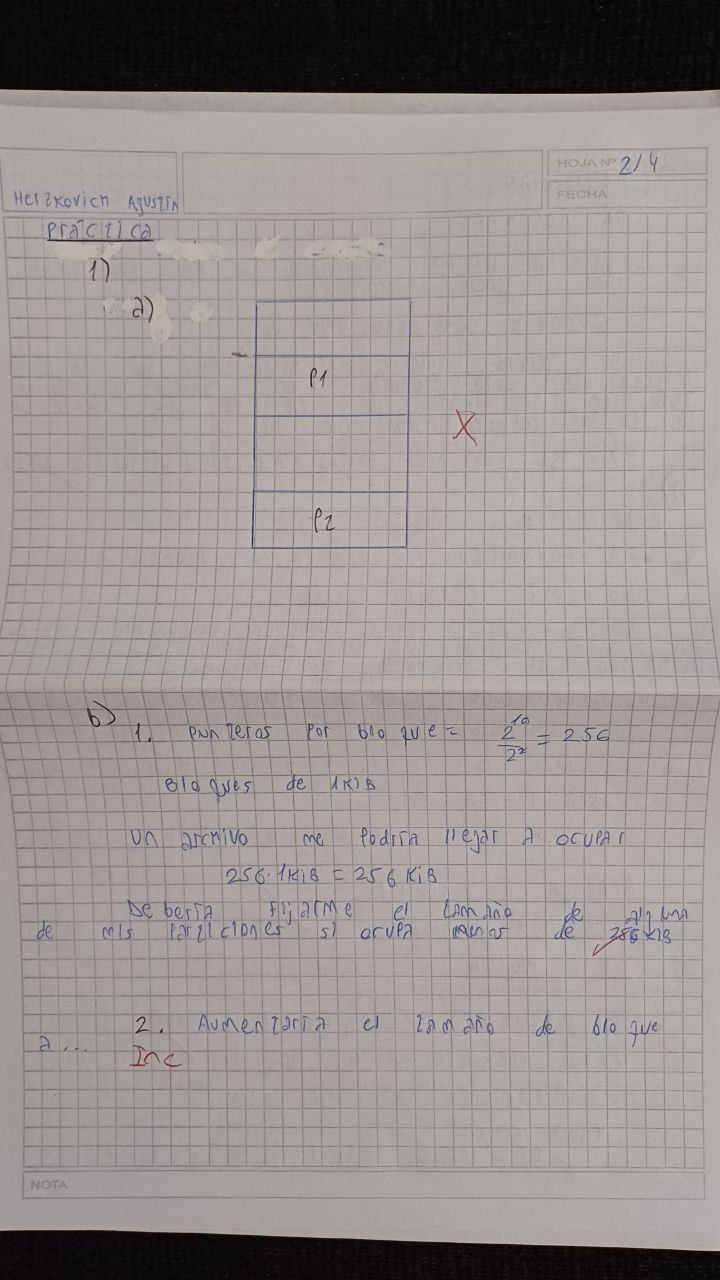 HOJA Nº 2/4
Herzkovich Agustín
FECHA
Práctica
1)
a)
P1
X
P2
b)
1. Punteros por bloque = 2^10/2^2 = 256
Bloques de 1KiB
Un archivo me podría llegar a ocupar
256.1KiB = 256 KiB
Debería fijarme el tamaño de alguna
de mis particiones si ocupa menos de 256 KiB
2. Aumentaría el tamaño de bloque
a...
Inc
NOTA